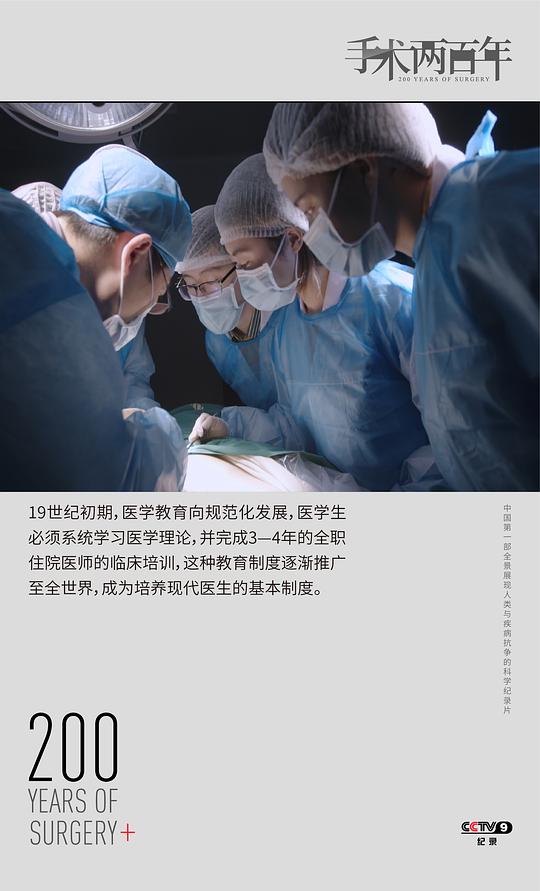 手术两百年
200 YEARS OF SURGERY
19世纪初期，医学教育向规范化发展，医学生
必须系统学习医学理论，并完成3—4年的全职
住院医师的临床培训，这种教育制度逐渐推广
至全世界，成为培养现代医生的基本制度。
中国第一部全景展现人类与疾病抗争的科学纪录片
200
YEARS OF
SURGERY+
CCTV 9
纪录